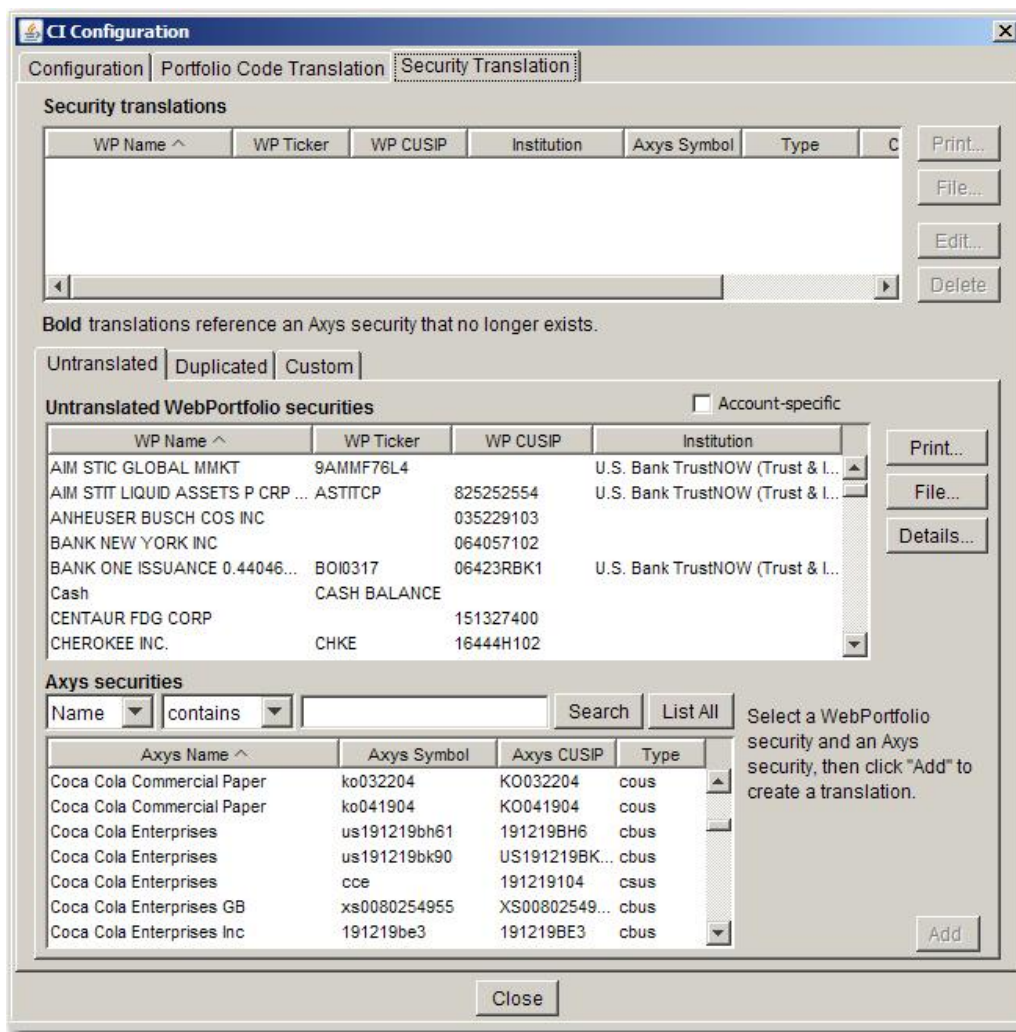 CI Configuration
Configuration Portfolio Code Translation Security Translation
Security translations
WP Name WP Ticker WP CUSIP Institution Axys Symbol Type C
Print...
File...
Edit...
Delete
Bold translations reference an Axys security that no longer exists.
Untranslated Duplicated Custom
Untranslated WebPortfolio securities Account-specific
WP Name WP Ticker WP CUSIP Institution
AIM STIC GLOBAL MMKT 9AMMF76L4 U.S. Bank TrustNOW (Trust & I...
AIM STIT LIQUID ASSETS P CRP ... ASTITCP 825252554 U.S. Bank TrustNOW (Trust & I...
ANHEUSER BUSCH COS INC 035229103
BANK NEW YORK INC 064057102
BANK ONE ISSUANCE 0.44046... BOI0317 06423RBK1 U.S. Bank TrustNOW (Trust & I...
Cash CASH BALANCE
CENTAUR FDG CORP 151327400
CHEROKEE INC. CHKE 16444H102
Print...
File...
Details...
Axys securities
Name contains Search List All
Axys Name Axys Symbol Axys CUSIP Type
Coca Cola Commercial Paper ko032204 KO032204 cous
Coca Cola Commercial Paper ko041904 KO041904 cous
Coca Cola Enterprises us191219bh61 191219BH6 cbus
Coca Cola Enterprises us191219bk90 US191219BK... cbus
Coca Cola Enterprises cce 191219104 csus
Coca Cola Enterprises GB xs0080254955 XS00802549... cbus
Coca Cola Enterprises Inc 191219be3 191219BE3 cbus
Select a WebPortfolio
security and an Axys
security, then click "Add" to
create a translation.
Add
Close